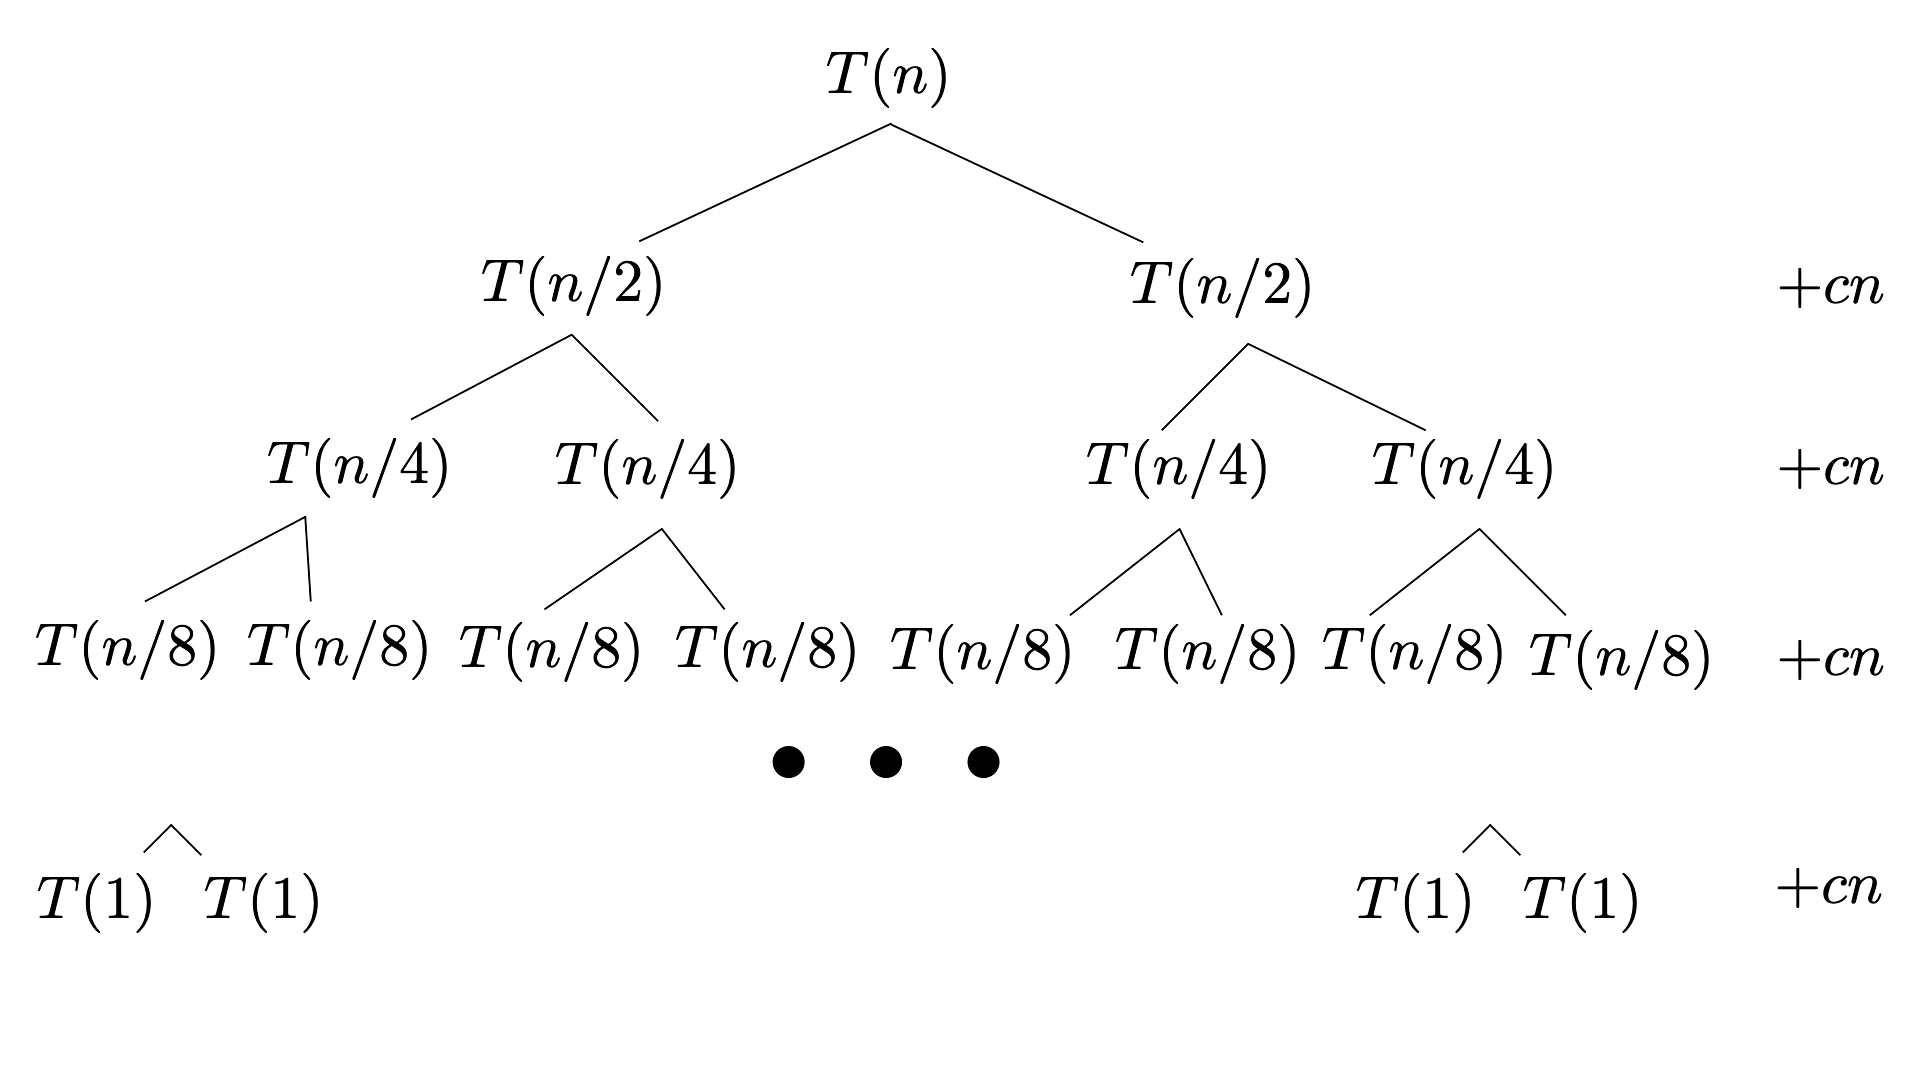 T(n)
T(n/2) T(n/2) +cn
T(n/4) T(n/4) T(n/4) T(n/4) +cn
T(n/8) T(n/8) T(n/8) T(n/8) T(n/8) T(n/8) T(n/8) T(n/8) +cn
• • •
T(1) T(1) T(1) T(1) +cn